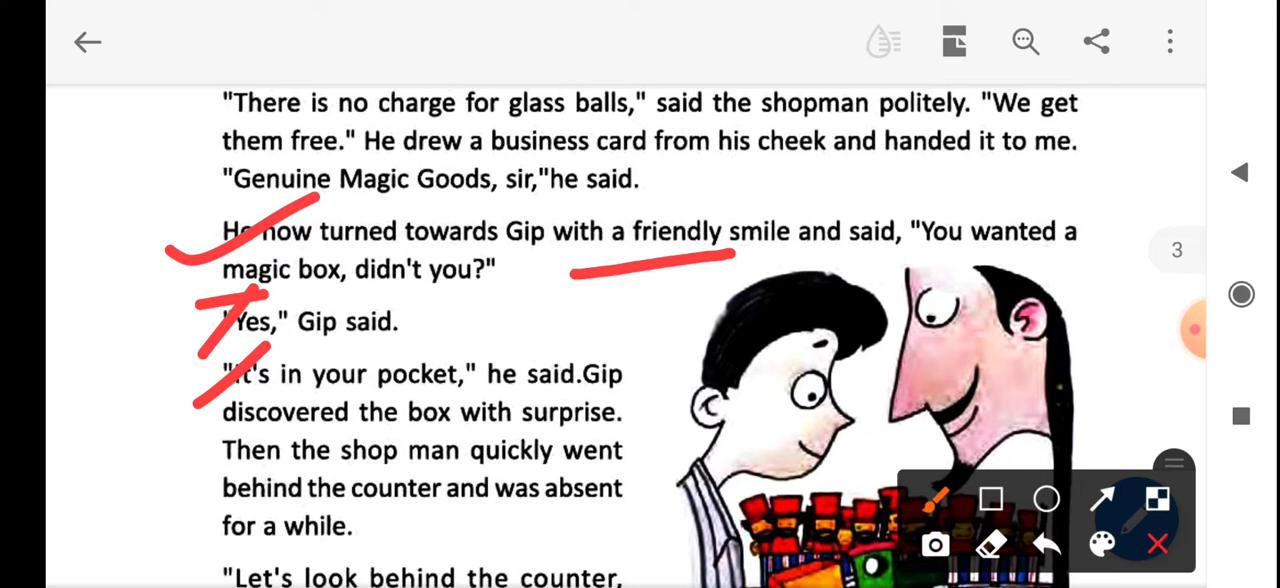 "There is no charge for glass balls," said the shopman politely. "We get
them free." He drew a business card from his cheek and handed it to me.
"Genuine Magic Goods, sir,"he said.
He now turned towards Gip with a friendly smile and said, "You wanted a
magic box, didn't you?"
3
"Yes," Gip said.
"It's in your pocket," he said.Gip
discovered the box with surprise.
Then the shop man quickly went
behind the counter and was absent
for a while.
"Let's look behind the counter,